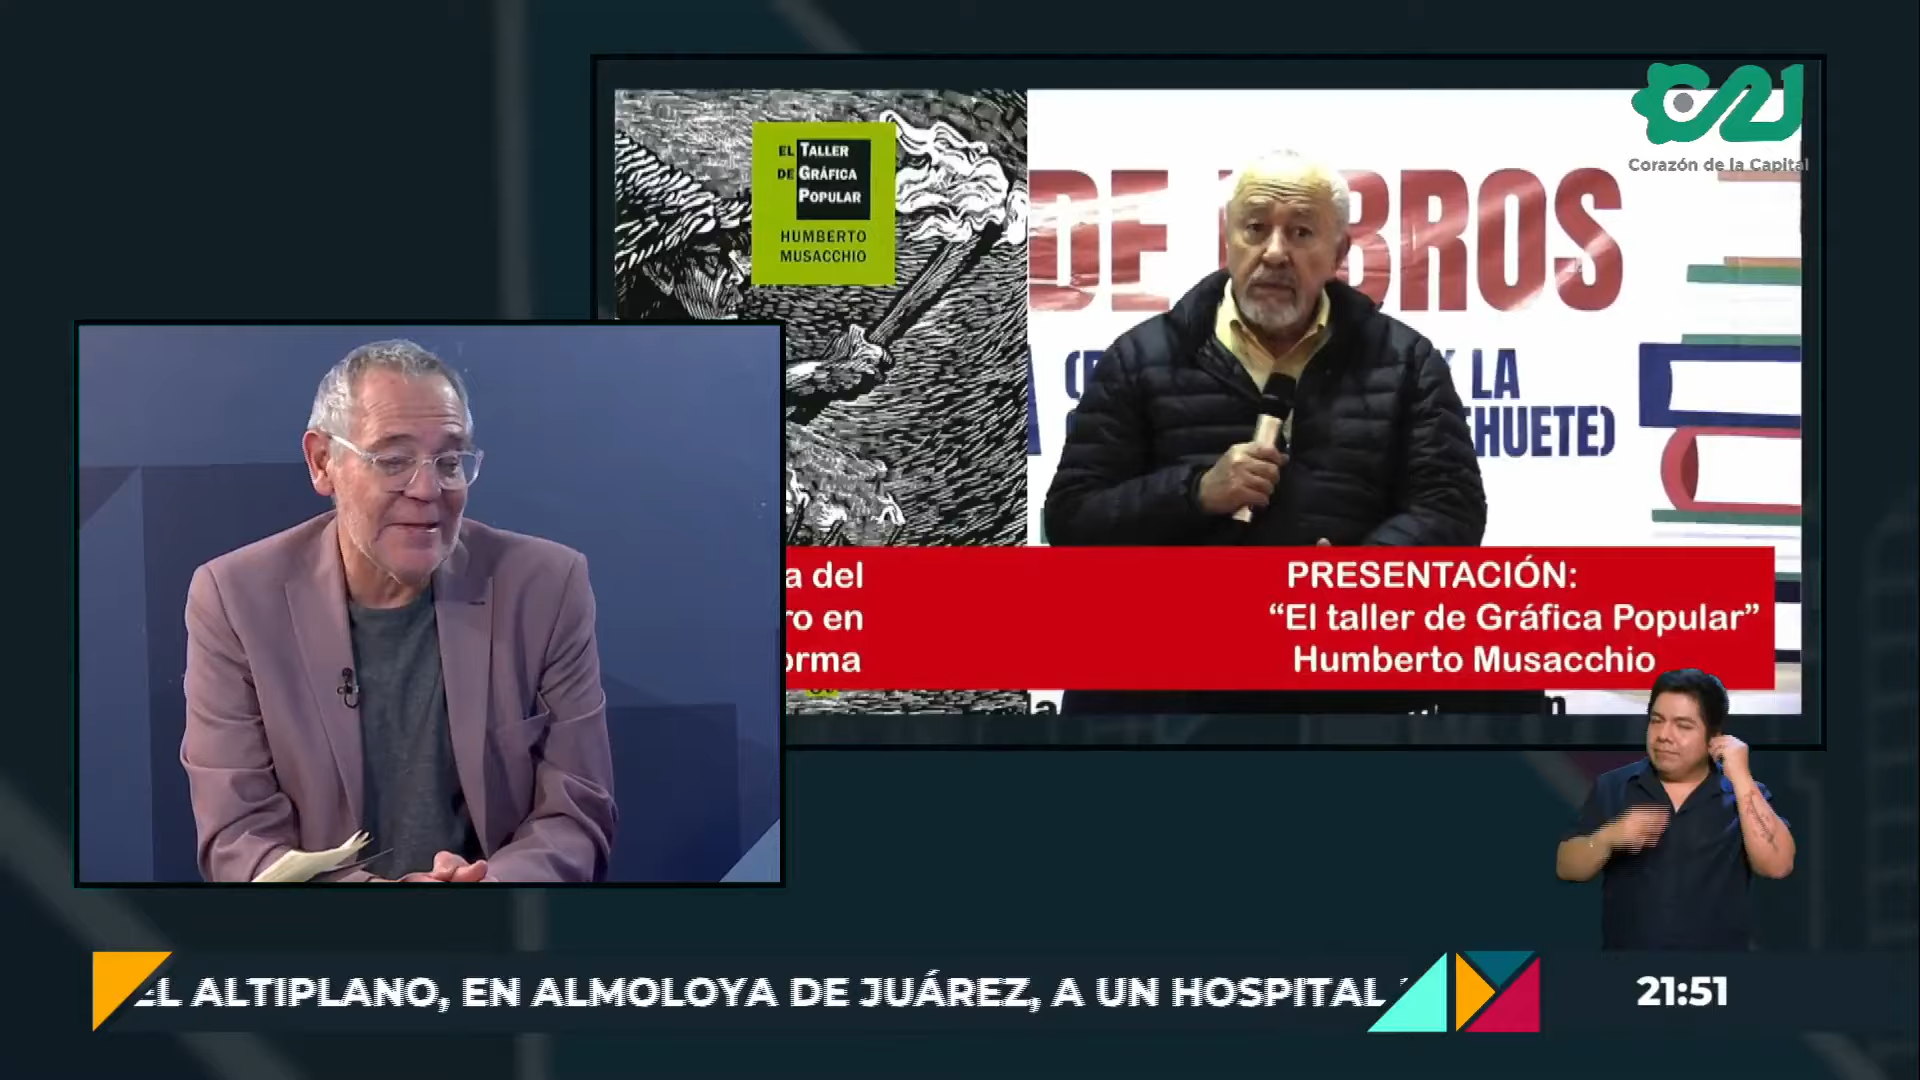 EL TALLER
DE GRÁFICA
POPULAR
HUMBERTO
MUSACCHIO
Corazón de la Capital
DE LIBROS
LA
HUETE)
a del
ro en
orma
PRESENTACIÓN:
“El taller de Gráfica Popular”
Humberto Musacchio
EL ALTIPLANO, EN ALMOLOYA DE JUÁREZ, A UN HOSPITAL
21:51